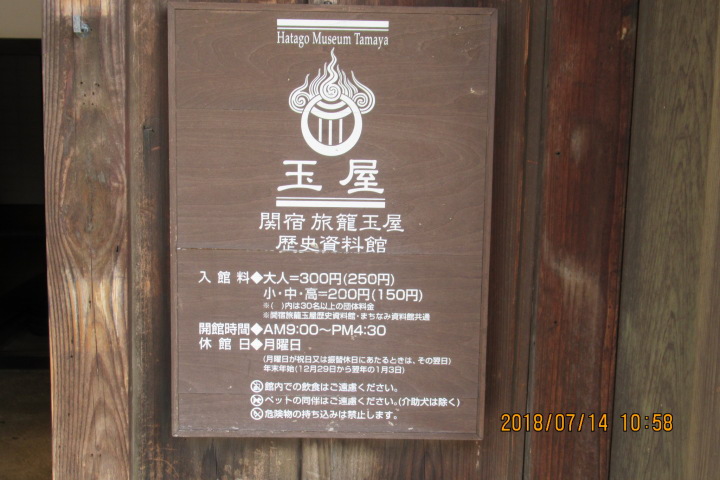 Hatago Museum Tamaya
玉屋
関宿 旅籠玉屋
歴史資料館
入館料◆大人=300円(250円)
小・中・高=200円(150円)
※( )内は30名以上の団体料金
※関宿旅籠玉屋歴史資料館・まちなみ資料館共通
開館時間◆AM9:00〜PM4:30
休館日◆月曜日
(月曜日が祝日又は振替休日にあたるときは、その翌日)
年末年始(12月29日から翌年の1月3日)
館内での飲食はご遠慮ください。
ペットの同伴はご遠慮ください。(介助犬は除く)
危険物の持ち込みは禁止します。
2018/07/14 10:58